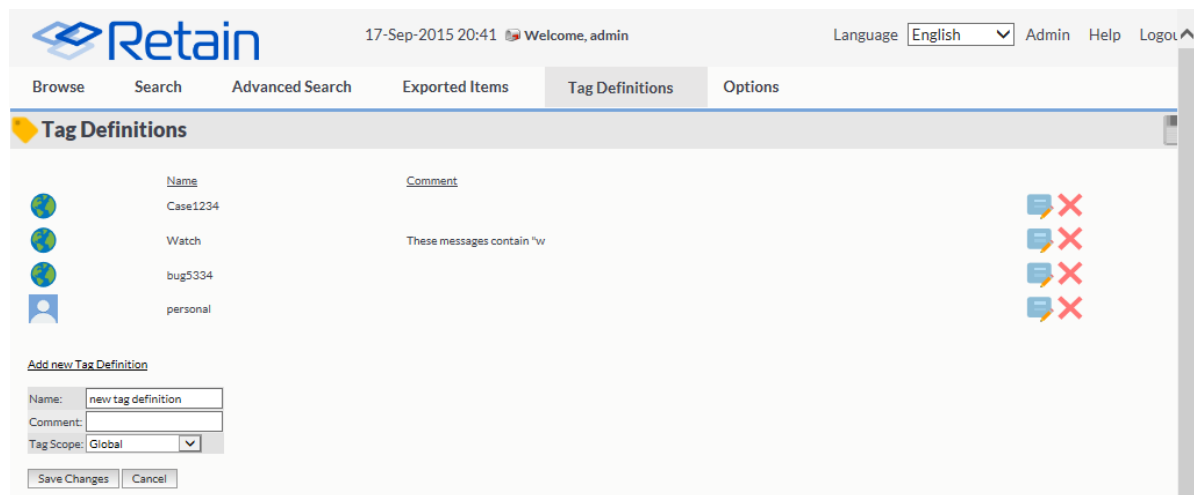 Retain 17-Sep-2015 20:41 Welcome, admin Language English Admin Help
Browse Search Advanced Search Exported Items Tag Definitions Options
Tag Definitions
Name Comment
Case1234
Watch These messages contain "w
bug5334
personal
Add new Tag Definition
Name: new tag definition
Comment:
Tag Scope: Global
Save Changes Cancel